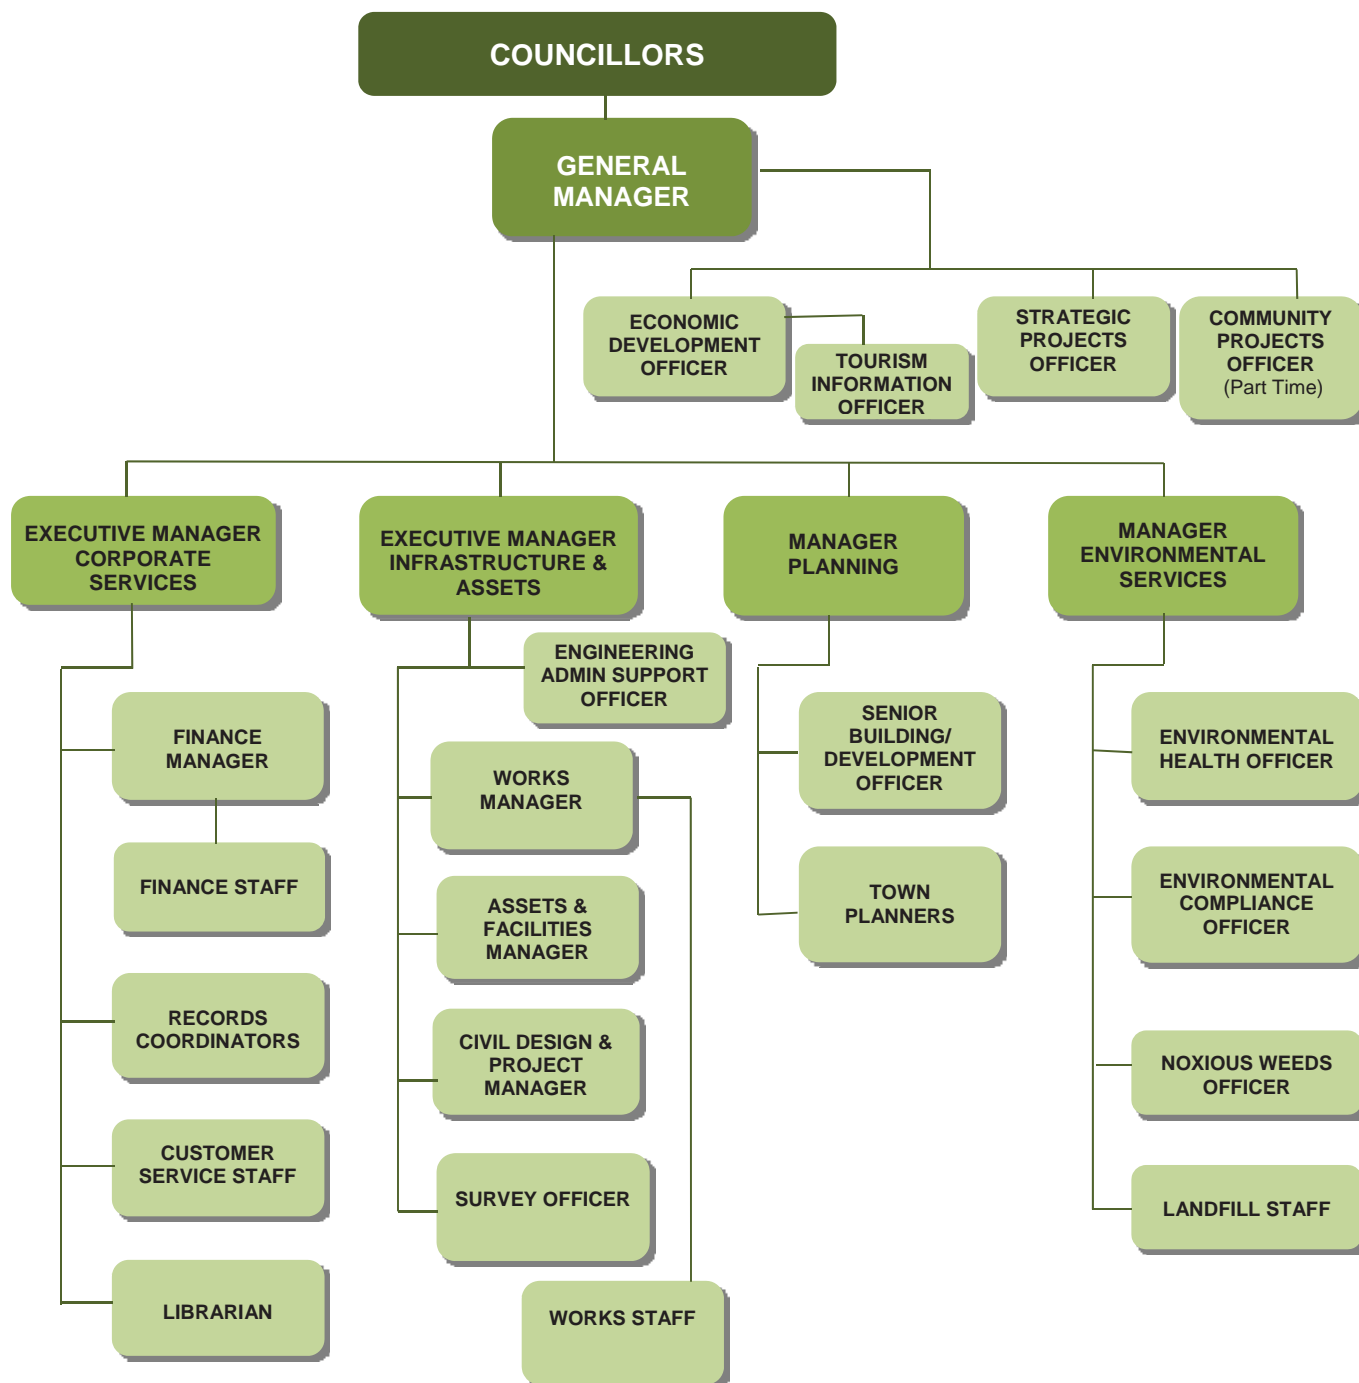 COUNCILLORS
GENERAL
MANAGER
ECONOMIC
DEVELOPMENT
OFFICER
TOURISM
INFORMATION
OFFICER
STRATEGIC
PROJECTS
OFFICER
COMMUNITY
PROJECTS
OFFICER
(Part Time)
EXECUTIVE MANAGER
CORPORATE
SERVICES
EXECUTIVE MANAGER
INFRASTRUCTURE &
ASSETS
MANAGER
PLANNING
MANAGER
ENVIRONMENTAL
SERVICES
FINANCE
MANAGER
FINANCE STAFF
RECORDS
COORDINATORS
CUSTOMER
SERVICE STAFF
LIBRARIAN
ENGINEERING
ADMIN SUPPORT
OFFICER
WORKS
MANAGER
ASSETS &
FACILITIES
MANAGER
CIVIL DESIGN &
PROJECT
MANAGER
SURVEY OFFICER
WORKS STAFF
SENIOR
BUILDING/
DEVELOPMENT
OFFICER
TOWN
PLANNERS
ENVIRONMENTAL
HEALTH OFFICER
ENVIRONMENTAL
COMPLIANCE
OFFICER
NOXIOUS WEEDS
OFFICER
LANDFILL STAFF